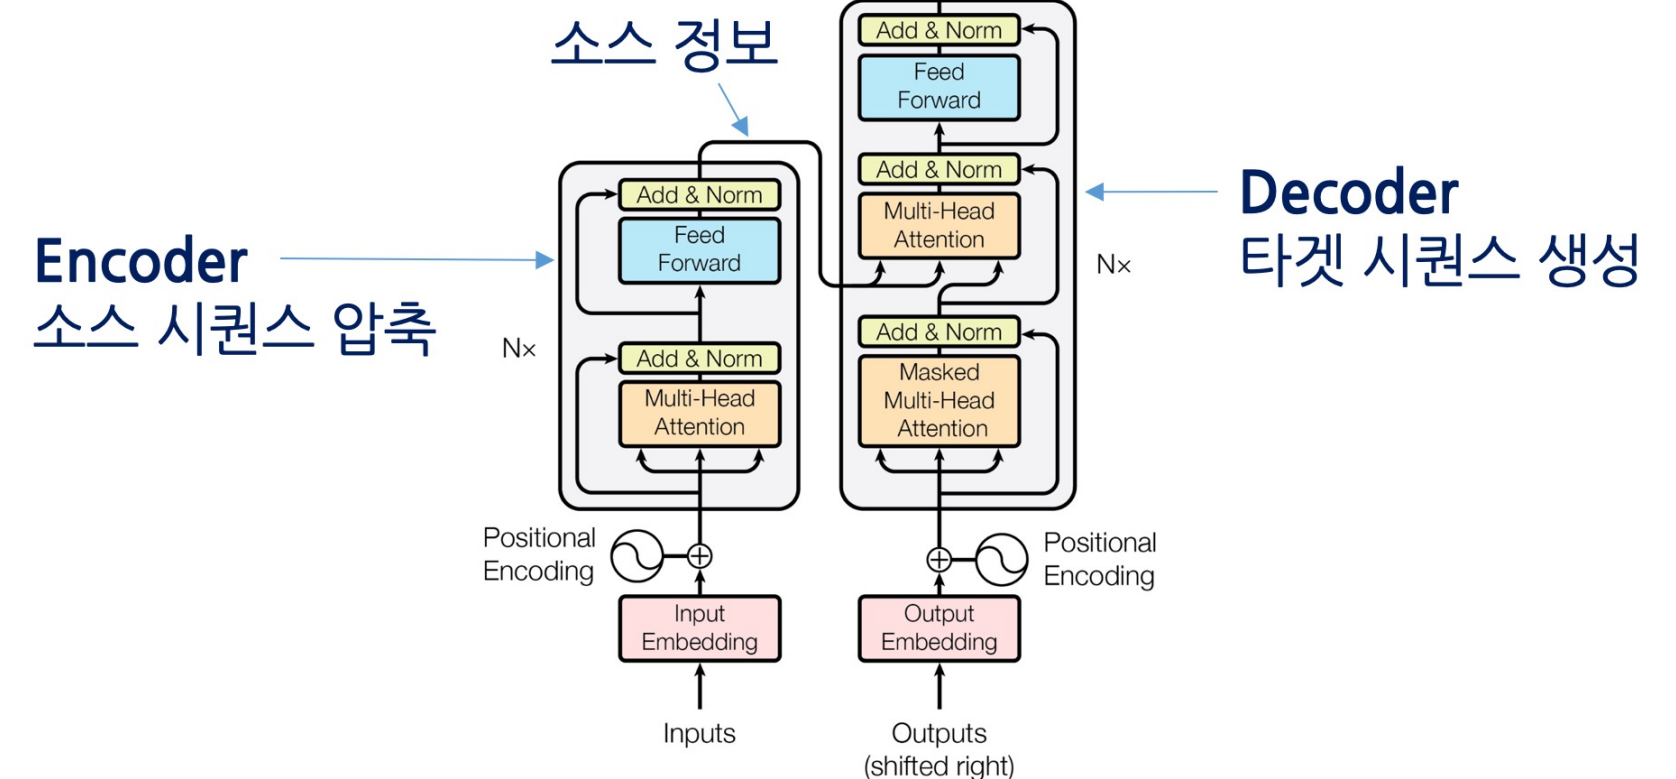 소스 정보
Encoder
소스 시퀀스 압축
Nx
Add & Norm
Feed
Forward
Add & Norm
Multi-Head
Attention
Positional
Encoding
Input
Embedding
Inputs
Add & Norm
Feed
Forward
Add & Norm
Multi-Head
Attention
Add & Norm
Masked
Multi-Head
Attention
Nx
Positional
Encoding
Output
Embedding
Outputs
(shifted right)
Decoder
타겟 시퀀스 생성